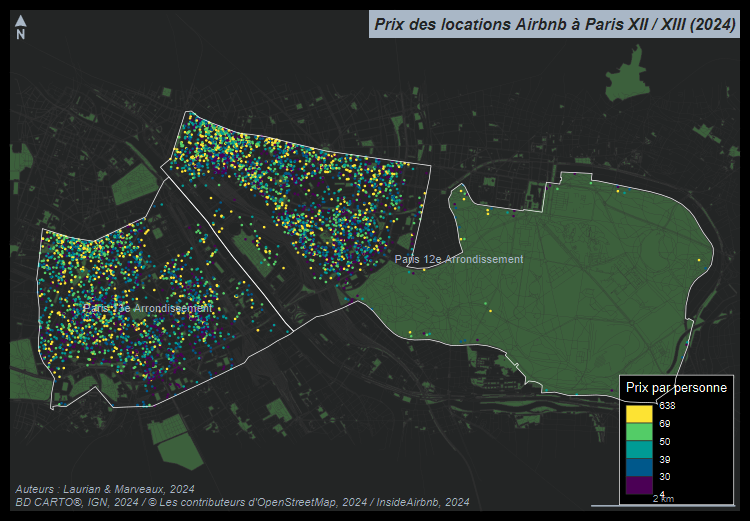 Prix des locations Airbnb à Paris XII / XIII (2024)
N
Paris 12e Arrondissement
Paris 13e Arrondissement
Prix par personne
638
69
50
39
30
4
2 km
Auteurs : Laurian & Marveaux, 2024
BD CARTO®, IGN, 2024 / © Les contributeurs d'OpenStreetMap, 2024 / InsideAirbnb, 2024